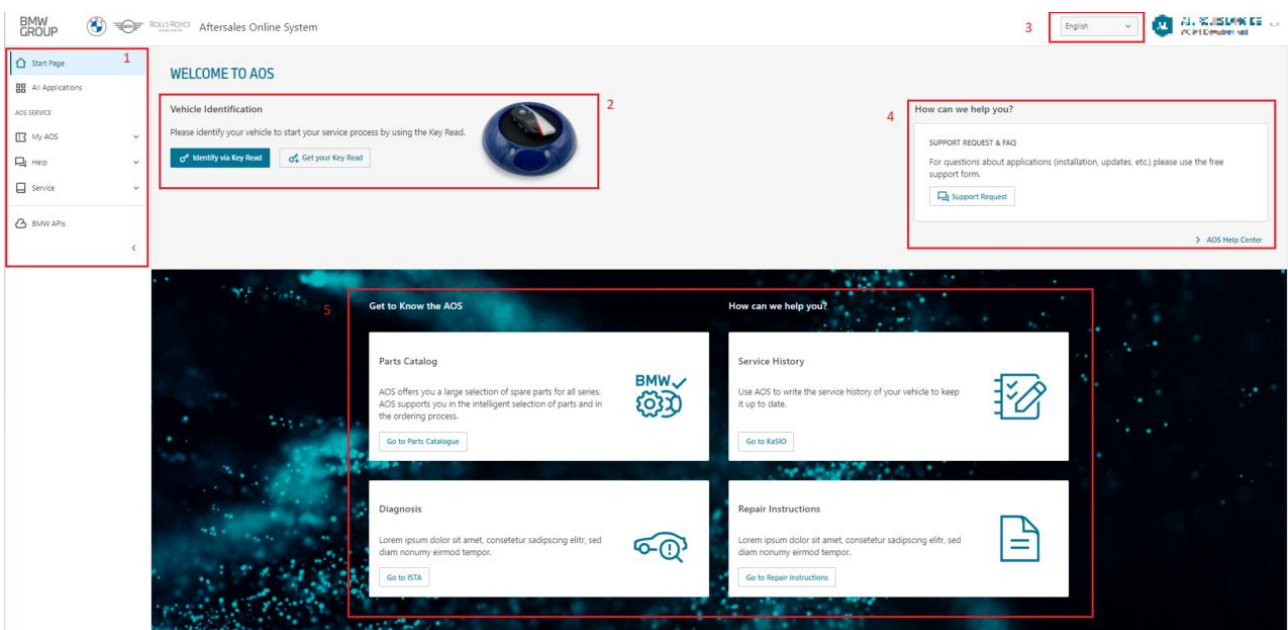 BMW
GROUP
ROLLS-ROYCE
Aftersales Online System
3
English
Start Page
1
All Applications
AOS SERVICE
My AOS
Help
Service
BMW APIs
WELCOME TO AOS
2
Vehicle Identification
Please identify your vehicle to start your service process by using the Key Read.
Identify via Key Read
Get your Key Read
4
How can we help you?
SUPPORT REQUEST & FAQ
For questions about applications (installation, updates, etc.) please use the free
support form.
Support Request
AOS Help Center
5
Get to Know the AOS
Parts Catalog
AOS offers you a large selection of spare parts for all series.
AOS supports you in the intelligent selection of parts and in
the ordering process.
Go to Parts Catalogue
BMW
How can we help you?
Service History
Use AOS to write the service history of your vehicle to keep
it up to date.
Go to KaSIO
Diagnosis
Lorem ipsum dolor sit amet, consetetur sadipscing elitr, sed
diam nonumy eirmod tempor.
Go to ISTA
Repair Instructions
Lorem ipsum dolor sit amet, consetetur sadipscing elitr, sed
diam nonumy eirmod tempor.
Go to Repair Instructions